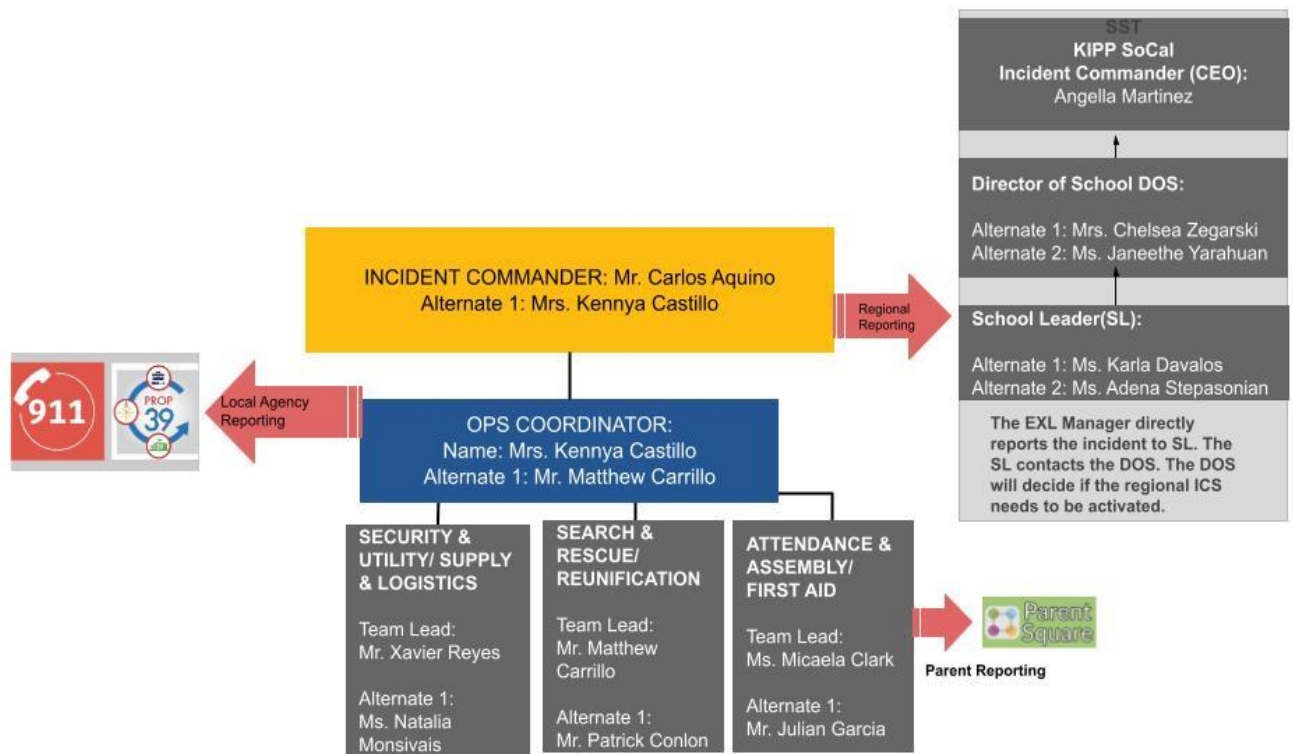 SST
KIPP SoCal
Incident Commander (CEO):
Angella Martinez
Director of School DOS:
Alternate 1: Mrs. Chelsea Zegarski
Alternate 2: Ms. Janeethe Yarahuan
School Leader(SL):
Alternate 1: Ms. Karla Davalos
Alternate 2: Ms. Adena Stepasonian
The EXL Manager directly
reports the incident to SL. The
SL contacts the DOS. The DOS
will decide if the regional ICS
needs to be activated.
INCIDENT COMMANDER: Mr. Carlos Aquino
Alternate 1: Mrs. Kennya Castillo
Regional
Reporting
911
PROP
39
Local Agency
Reporting
OPS COORDINATOR:
Name: Mrs. Kennya Castillo
Alternate 1: Mr. Matthew Carrillo
SECURITY &
UTILITY/ SUPPLY
& LOGISTICS
Team Lead:
Mr. Xavier Reyes
Alternate 1:
Ms. Natalia
Monsivais
SEARCH &
RESCUE/
REUNIFICATION
Team Lead:
Mr. Matthew
Carrillo
Alternate 1:
Mr. Patrick Conlon
ATTENDANCE &
ASSEMBLY/
FIRST AID
Team Lead:
Ms. Micaela Clark
Alternate 1:
Mr. Julian Garcia
Parent
Square
Parent Reporting